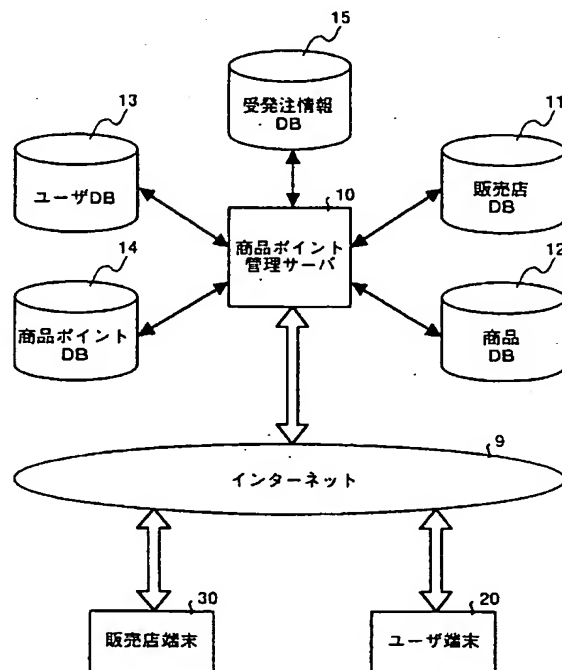 15
受発注情報
DB
13
ユーザDB
11
販売店
DB
10
商品ポイント
管理サーバ
14
商品ポイント
DB
12
商品
DB
9
インターネット
30
販売店端末
20
ユーザ端末